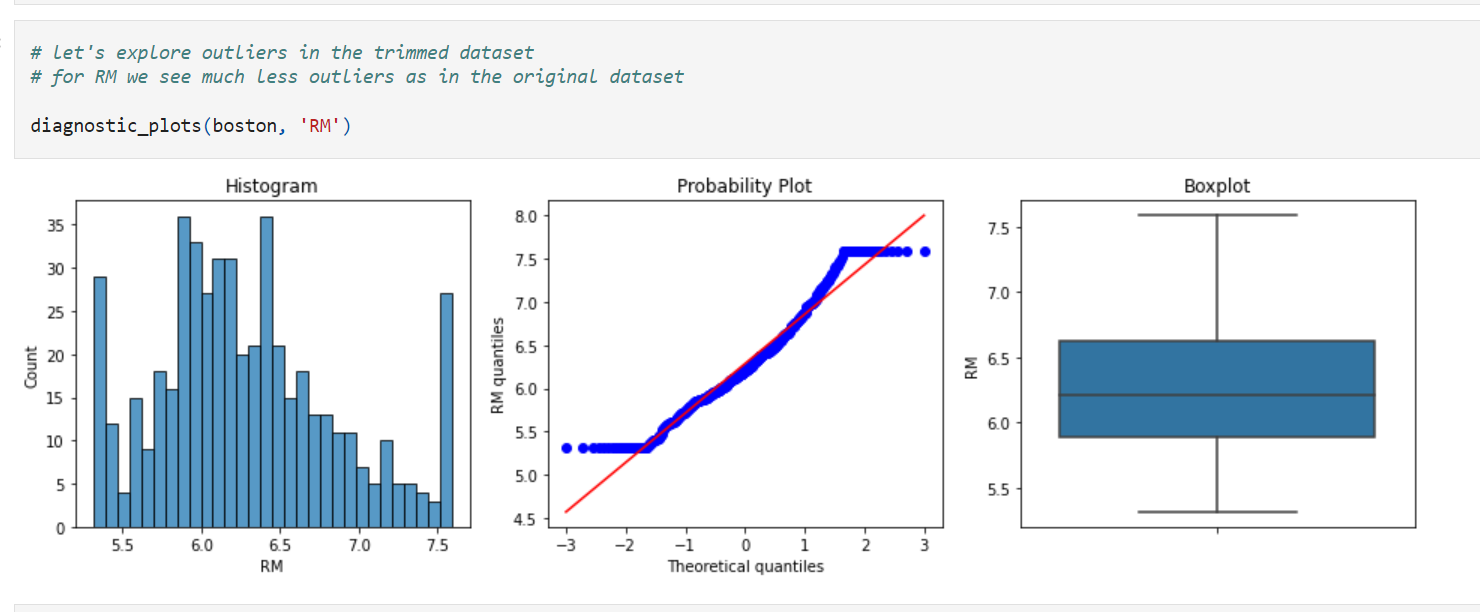 # let's explore outliers in the trimmed dataset
# for RM we see much less outliers as in the original dataset
diagnostic_plots(boston, 'RM')
Histogram
35
30
25
20
15
10
5
0
Count
5.5 6.0 6.5 7.0 7.5
RM
Probability Plot
8.0
7.5
7.0
6.5
6.0
5.5
5.0
4.5
RM quantiles
−3 −2 −1 0 1 2 3
Theoretical quantiles
Boxplot
7.5
7.0
6.5
6.0
5.5
RM